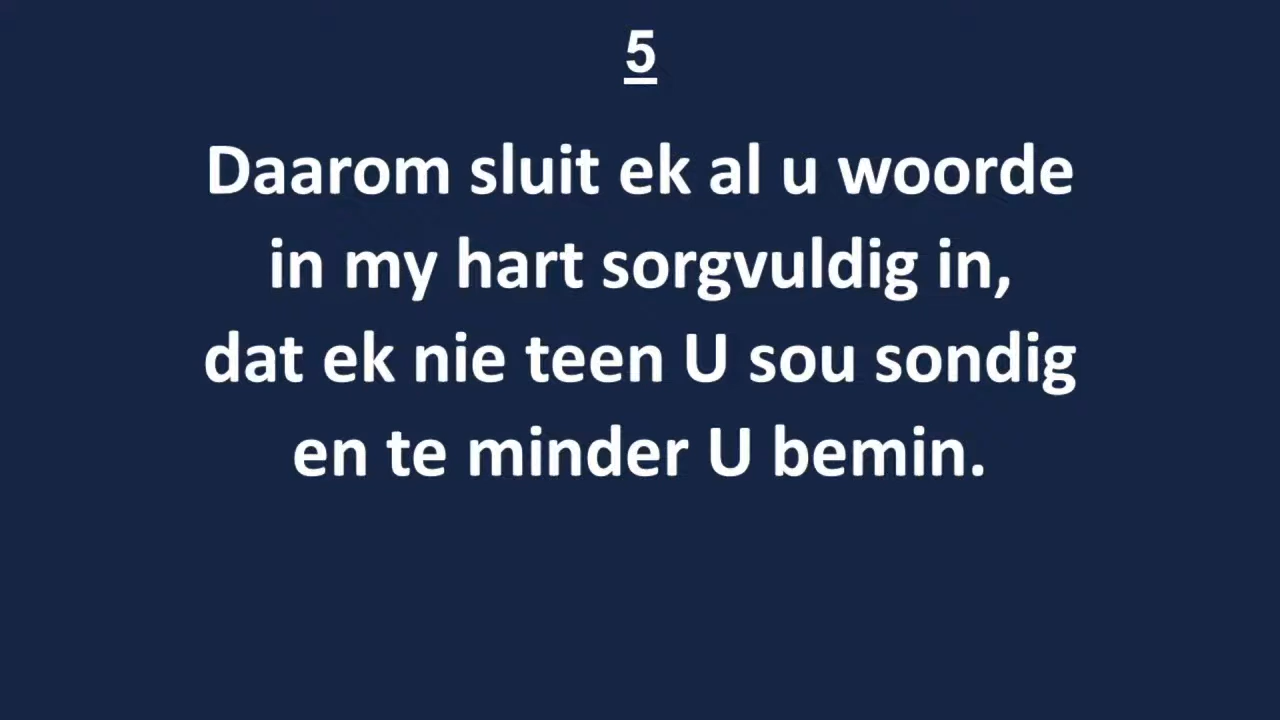 5
Daarom sluit ek al u woorde
in my hart sorgvuldig in,
dat ek nie teen U sou sondig
en te minder U bemin.